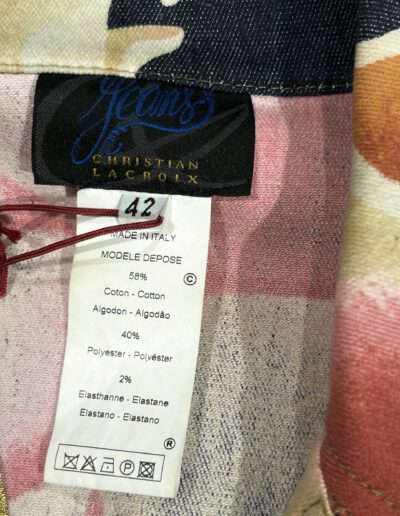 Jeans
CHRISTIAN
LACROIX
42
MADE IN ITALY
MODELE DEPOSE
58%
©
Coton - Cotton
Algodon - Algodão
40%
Polyester - Polyéster
2%
Elasthanne - Elastane
Elastano - Elastano
®
P